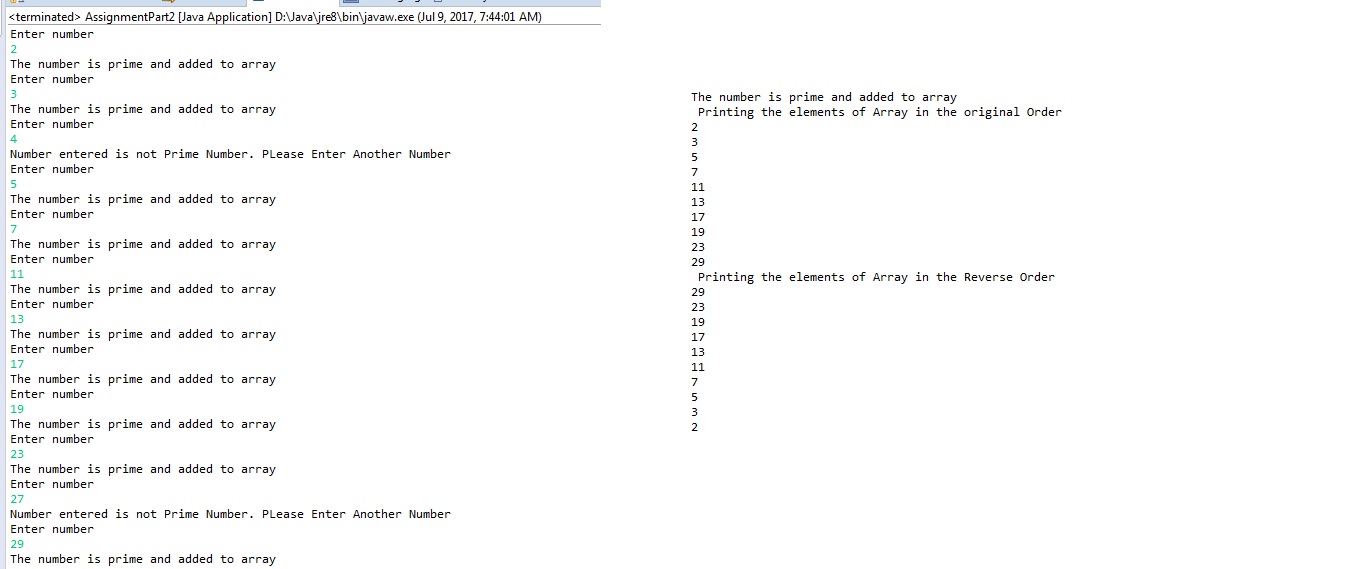 <terminated> AssignmentPart2 [Java Application] D:\Java\jre8\bin\javaw.exe (Jul 9, 2017, 7:44:01 AM)
Enter number
2
The number is prime and added to array
Enter number
3
The number is prime and added to array
Enter number
4
Number entered is not Prime Number. PLease Enter Another Number
Enter number
5
The number is prime and added to array
Enter number
7
The number is prime and added to array
Enter number
11
The number is prime and added to array
Enter number
13
The number is prime and added to array
Enter number
17
The number is prime and added to array
Enter number
19
The number is prime and added to array
Enter number
23
The number is prime and added to array
Enter number
27
Number entered is not Prime Number. PLease Enter Another Number
Enter number
29
The number is prime and added to array
The number is prime and added to array
Printing the elements of Array in the original Order
2
3
5
7
11
13
17
19
23
29
Printing the elements of Array in the Reverse Order
29
23
19
17
13
11
7
5
3
2